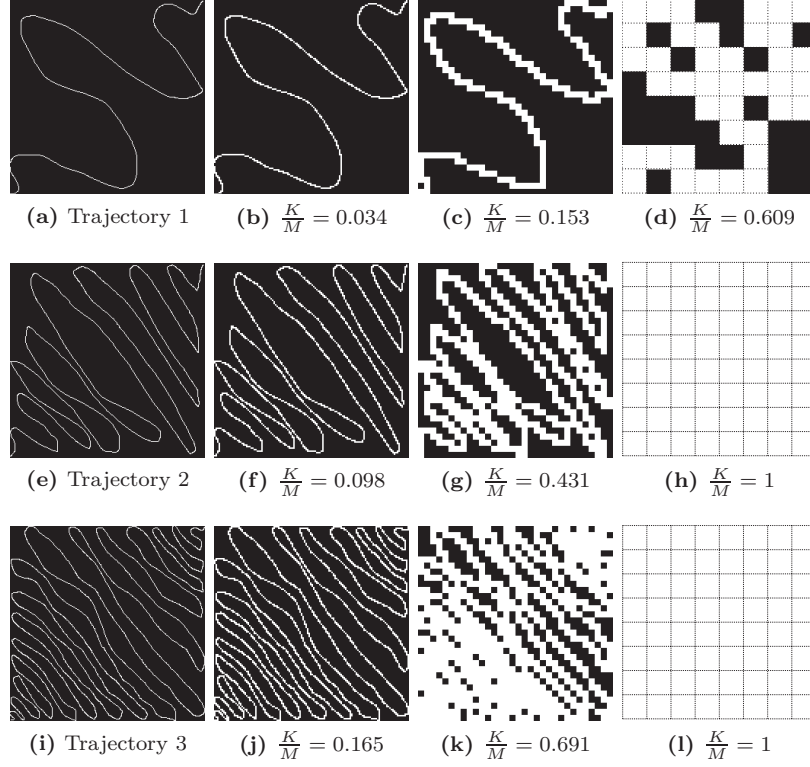 (a) Trajectory 1 (b) K/M = 0.034 (c) K/M = 0.153 (d) K/M = 0.609
(e) Trajectory 2 (f) K/M = 0.098 (g) K/M = 0.431 (h) K/M = 1
(i) Trajectory 3 (j) K/M = 0.165 (k) K/M = 0.691 (l) K/M = 1